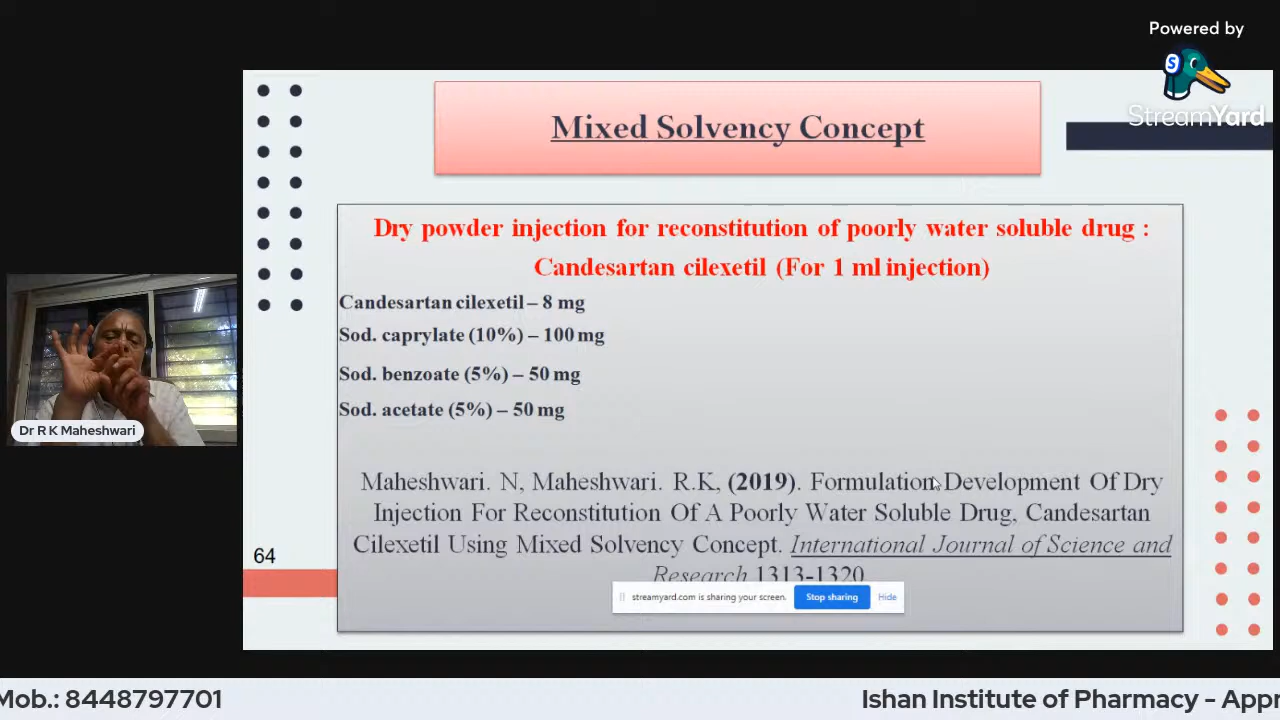 Powered by
S
StreamYard
Mixed Solvency Concept
Dry powder injection for reconstitution of poorly water soluble drug :
Candesartan cilexetil (For 1 ml injection)
Candesartan cilexetil – 8 mg
Sod. caprylate (10%) – 100 mg
Sod. benzoate (5%) – 50 mg
Sod. acetate (5%) – 50 mg
Dr R K Maheshwari
Maheshwari. N, Maheshwari. R.K, (2019). Formulation Development Of Dry
Injection For Reconstitution Of A Poorly Water Soluble Drug, Candesartan
Cilexetil Using Mixed Solvency Concept. International Journal of Science and
Research 1313-1320
64
streamyard.com is sharing your screen. Stop sharing Hide
Mob.: 8448797701 Ishan Institute of Pharmacy - Appr